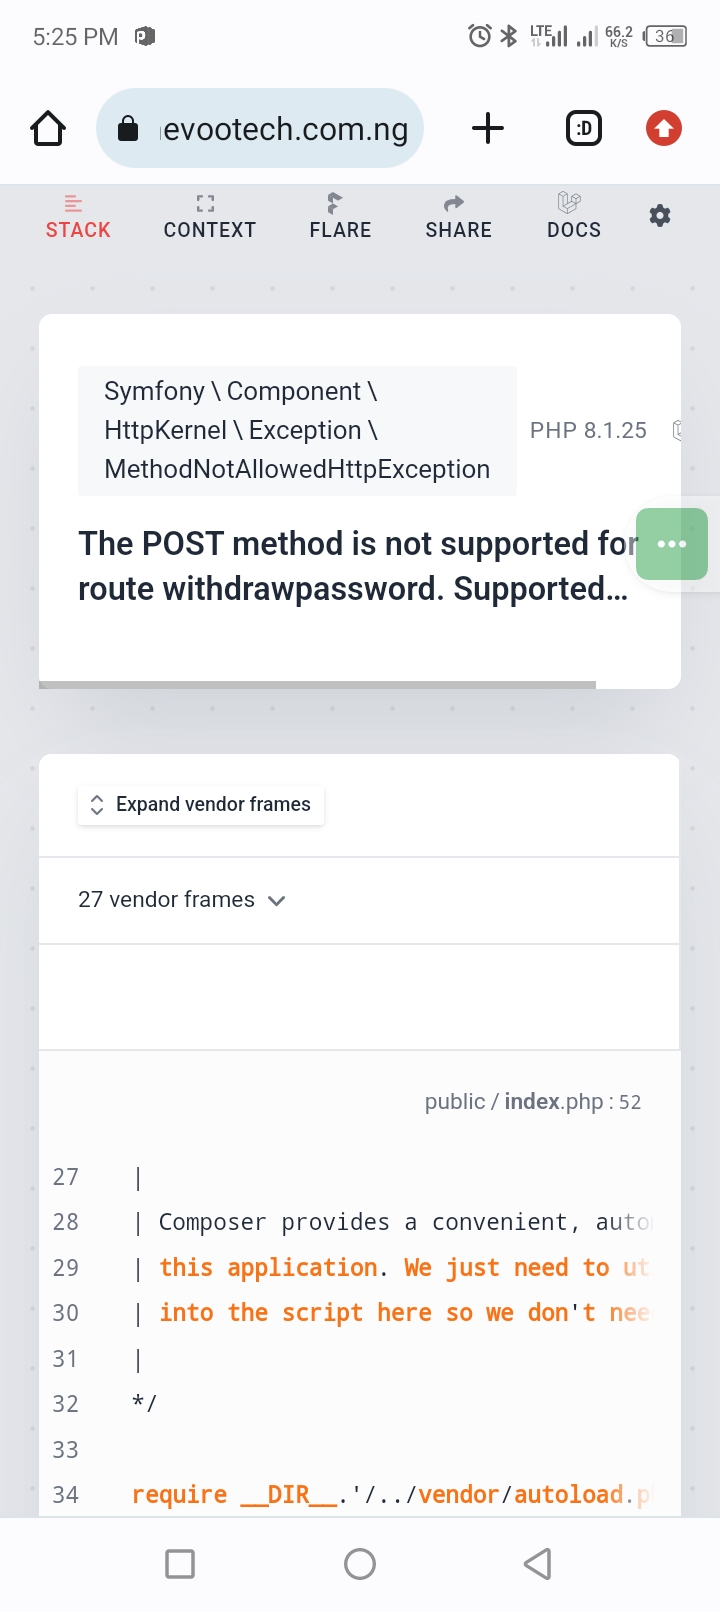 5:25 PM
LTE
66.2
K/S
36
evootech.com.ng
:D
STACK CONTEXT FLARE SHARE DOCS
Symfony \ Component \
HttpKernel \ Exception \
MethodNotAllowedHttpException
PHP 8.1.25
The POST method is not supported for
route withdrawpassword. Supported…
Expand vendor frames
27 vendor frames
public / index.php : 52
27 |
28 | Composer provides a convenient, auto
29 | this application. We just need to ut
30 | into the script here so we don't nee
31 |
32 */
33
34 require __DIR__.'/../vendor/autoload.p